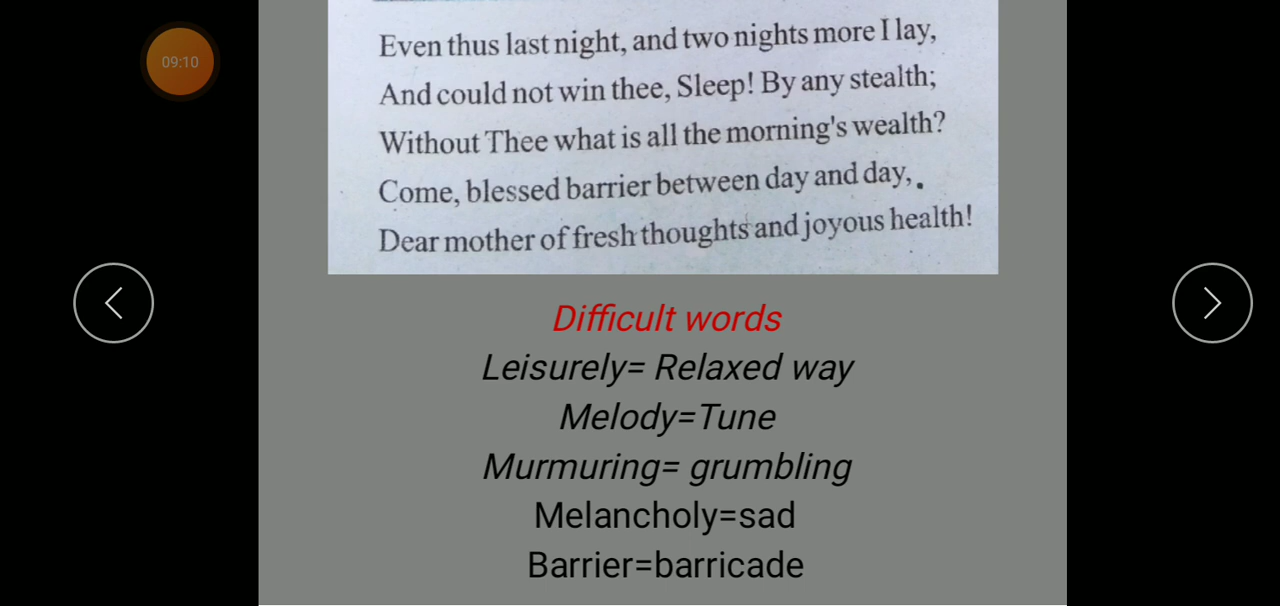 09:10
Even thus last night, and two nights more I lay,
And could not win thee, Sleep! By any stealth;
Without Thee what is all the morning's wealth?
Come, blessed barrier between day and day,.
Dear mother of fresh thoughts and joyous health!
Difficult words
Leisurely= Relaxed way
Melody=Tune
Murmuring= grumbling
Melancholy=sad
Barrier=barricade